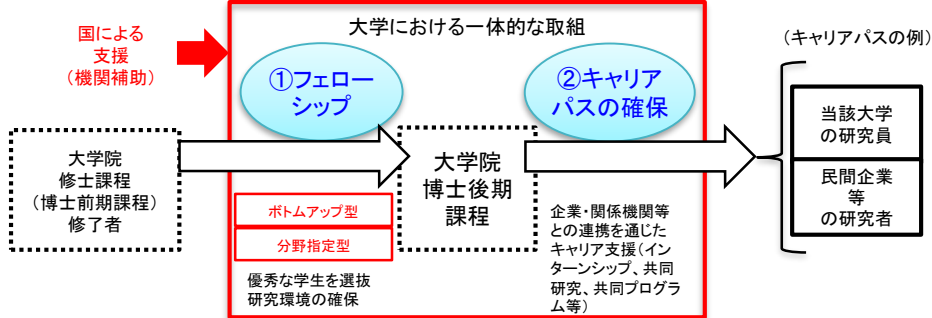 国による
支援
（機関補助）
大学における一体的な取組
①フェロー
シップ
②キャリア
パスの確保
（キャリアパスの例）
大学院
修士課程
（博士前期課程）
修了者
ボトムアップ型
分野指定型
優秀な学生を選抜
研究環境の確保
大学院
博士後期
課程
企業・関係機関等
との連携を通じた
キャリア支援（イン
ターンシップ、共同
研究、共同プログラ
ム等）
当該大学
の研究員
民間企業
等
の研究者